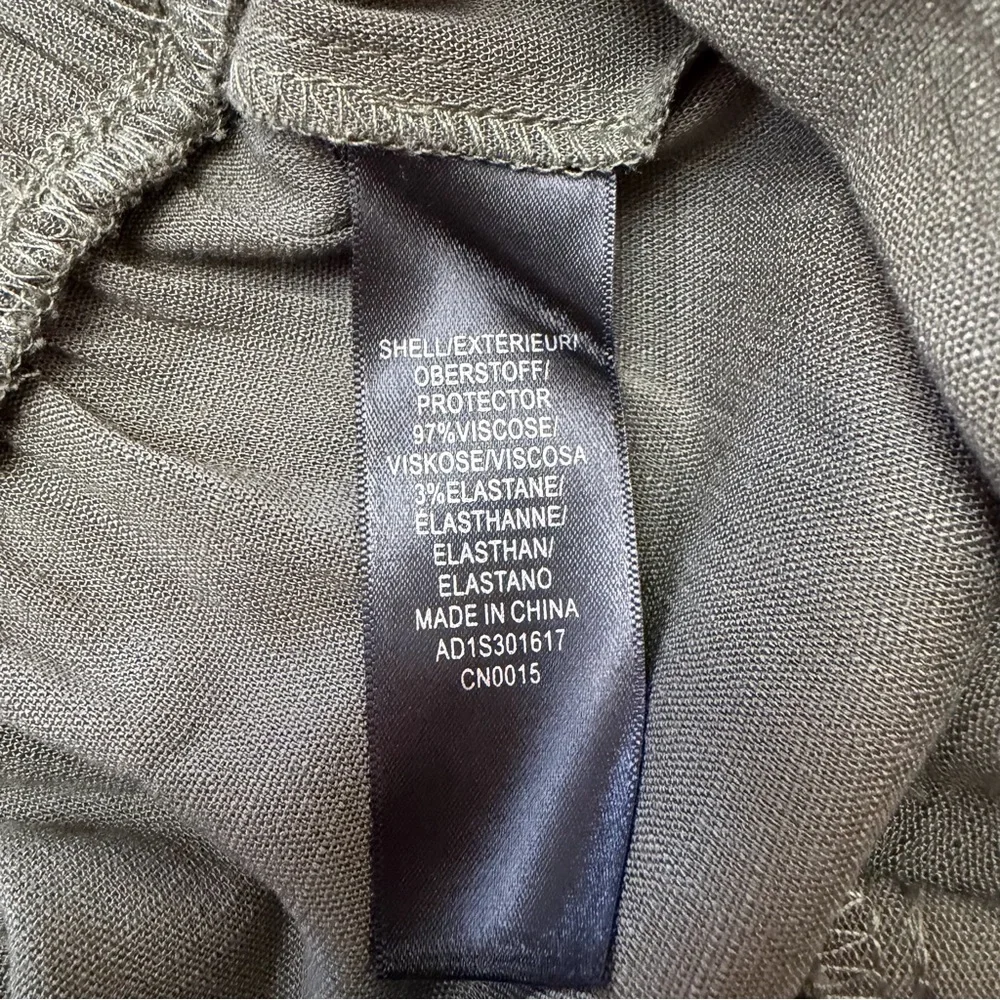 SHELL/EXTÉRIEUR/
OBERSTOFF/
PROTECTOR
97%VISCOSE/
VISKOSE/VISCOSA
3%ELASTANE/
ÉLASTHANNE/
ELASTHAN/
ELASTANO
MADE IN CHINA
AD1S301617
CN0015